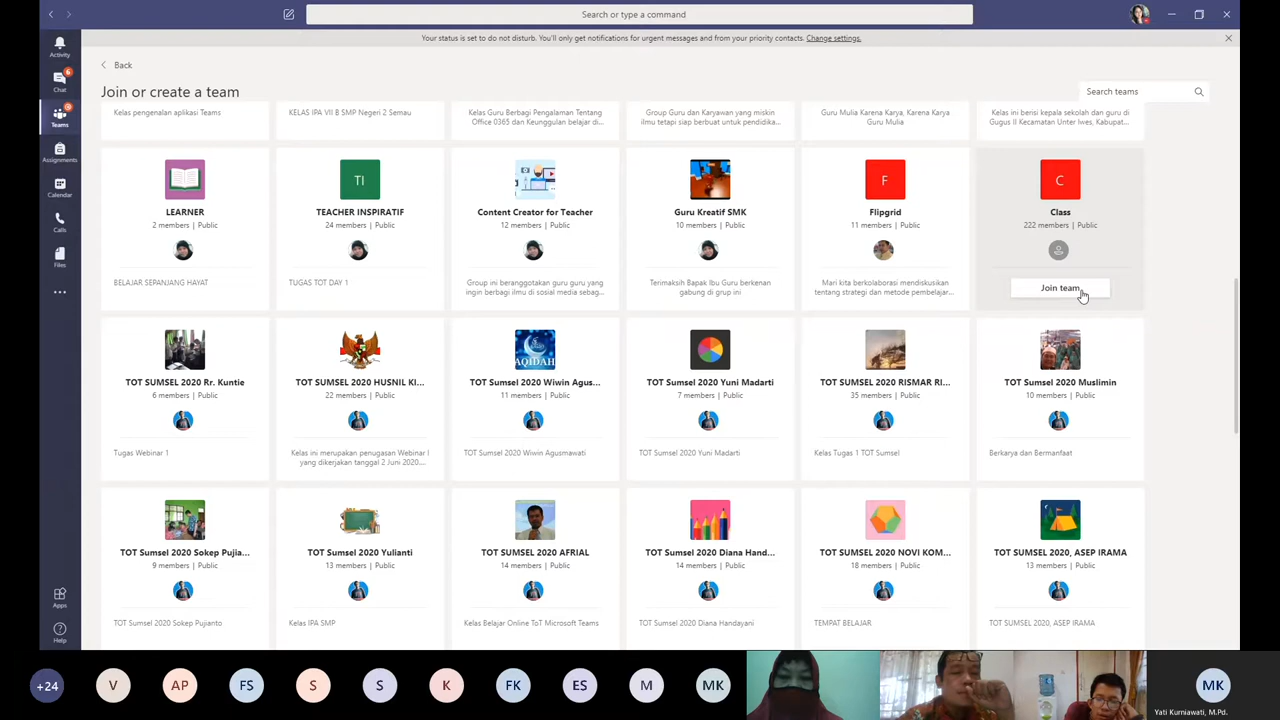 Search or type a command
Your status is set to do not disturb. You'll only get notifications for urgent messages and from your priority contacts. Change settings.
Activity
Chat
6
Teams
Assignments
Calendar
Calls
Files
Apps
Help
Back
Join or create a team
Search teams
Kelas pengenalan aplikasi Teams
KELAS IPA VII B SMP Negeri 2 Semau
Kelas Guru Berbagi Pengalaman Tentang
Office 0365 dan Keunggulan belajar di...
Group Guru dan Karyawan yang miskin
ilmu tetapi siap berbuat untuk pendidika...
Guru Mulia Karena Karya, Karena Karya
Guru Mulia
Kelas ini berisi kepala sekolah dan guru di
Gugus II Kecamatan Unter Iwes, Kabupat...
LEARNER
2 members | Public
BELAJAR SEPANJANG HAYAT
TI
TEACHER INSPIRATIF
24 members | Public
TUGAS TOT DAY 1
Content Creator for Teacher
12 members | Public
Group ini beranggotakan guru guru yang
ingin berbagi ilmu di sosial media sebag...
Guru Kreatif SMK
10 members | Public
Terimaksih Bapak Ibu Guru berkenan
gabung di grup ini
F
Flipgrid
11 members | Public
Mari kita berkolaborasi mendiskusikan
tentang strategi dan metode pembelajar...
C
Class
222 members | Public
Join team
TOT SUMSEL 2020 Rr. Kuntie
6 members | Public
Tugas Webinar 1
TOT SUMSEL 2020 HUSNIL KI...
22 members | Public
Kelas ini merupakan penugasan Webinar I
yang dikerjakan tanggal 2 Juni 2020....
AQIDAH
TOT Sumsel 2020 Wiwin Agus...
11 members | Public
TOT Sumsel 2020 Wiwin Agusmawati
TOT Sumsel 2020 Yuni Madarti
7 members | Public
TOT Sumsel 2020 Yuni Madarti
TOT Sumsel 2020 RISMAR RI...
35 members | Public
Kelas Tugas 1 TOT Sumsel
TOT Sumsel 2020 Muslimin
10 members | Public
Berkarya dan Bermanfaat
TOT Sumsel 2020 Sokep Pujia...
9 members | Public
TOT Sumsel 2020 Sokep Pujianto
TOT Sumsel 2020 Yulianti
13 members | Public
Kelas IPA SMP
TOT SUMSEL 2020 AFRIAL
14 members | Public
Kelas Belajar Online ToT Microsoft Teams
TOT Sumsel 2020 Diana Hand...
14 members | Public
TOT Sumsel 2020 Diana Handayani
TOT SUMSEL 2020 NOVI KOM...
18 members | Public
TEMPAT BELAJAR
TOT SUMSEL 2020, ASEP IRAMA
13 members | Public
TOT SUMSEL 2020, ASEP IRAMA
+24
V
AP
FS
S
S
K
FK
ES
M
MK
MK
Yati Kurniawati, M.Pd.